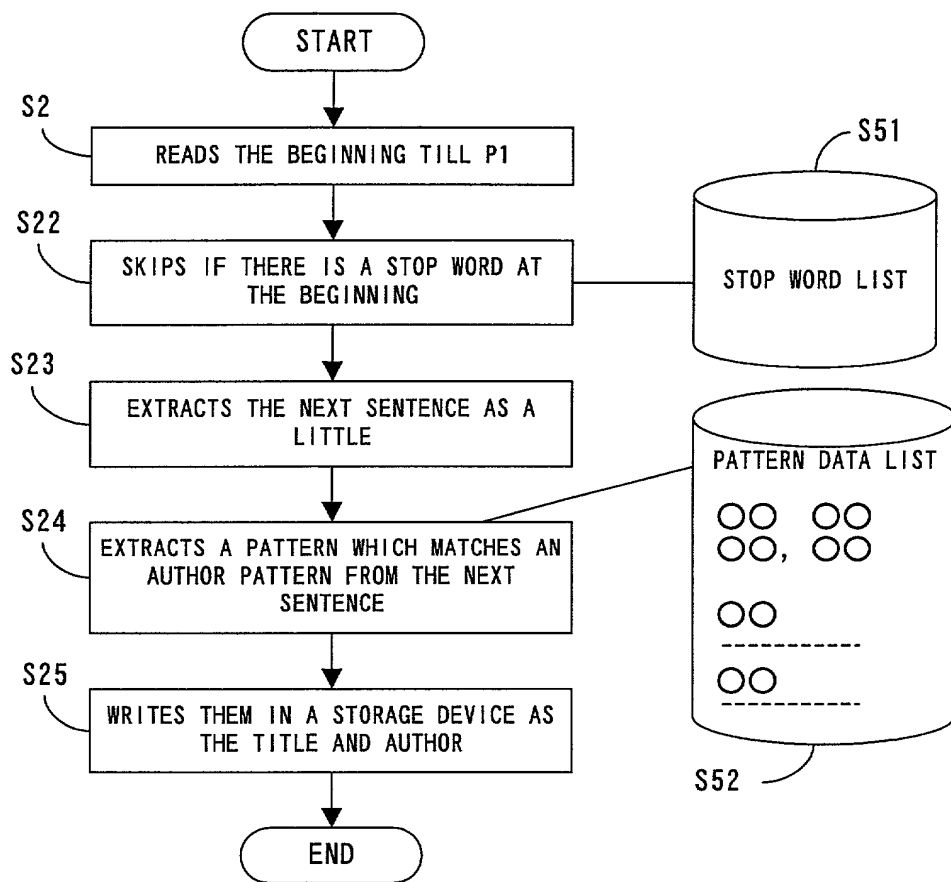 START
S2
READS THE BEGINNING TILL P1
S51
S22
SKIPS IF THERE IS A STOP WORD AT
THE BEGINNING
STOP WORD LIST
S23
EXTRACTS THE NEXT SENTENCE AS A
LITTLE
PATTERN DATA LIST
○○ ○○
○○, ○○
○○
○○
S24
EXTRACTS A PATTERN WHICH MATCHES AN
AUTHOR PATTERN FROM THE NEXT
SENTENCE
S25
WRITES THEM IN A STORAGE DEVICE AS
THE TITLE AND AUTHOR
S52
END